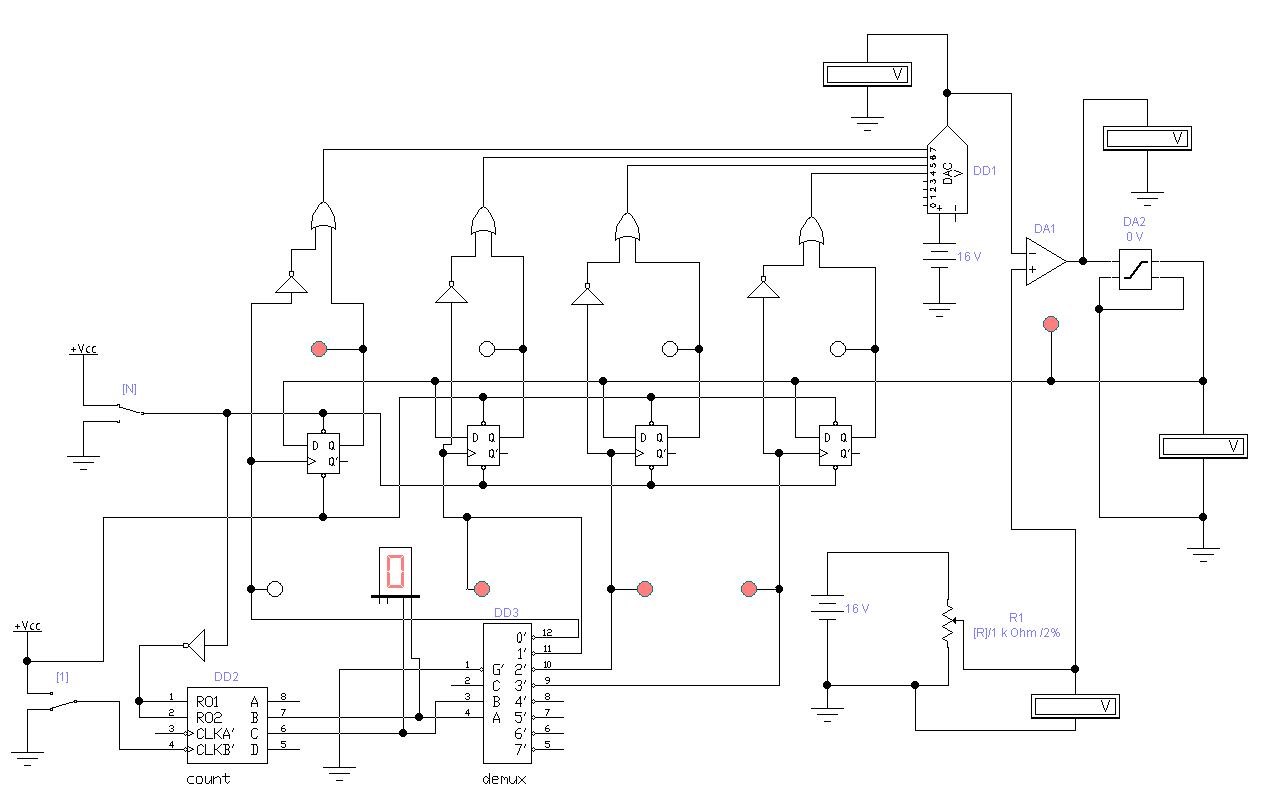 V
V
7
6
5
4
3
2
1
0
DAC
V
+
-
DD1
16 V
DA1
-
+
DA2
0 V
+Vcc
[N]
D Q
Q'
D Q
Q'
D Q
Q'
D Q
Q'
V
0
DD3
16 V
R1
[R]/1 k Ohm /2%
+Vcc
[1]
DD2
1 RO1 A 8
2 RO2 B 7
3 CLKA' C 6
4 CLKB' D 5
count
0' 12
1' 11
1 G' 2' 10
2 C 3' 9
3 B 4' 8
4 A 5' 7
6' 6
7' 5
demux
V